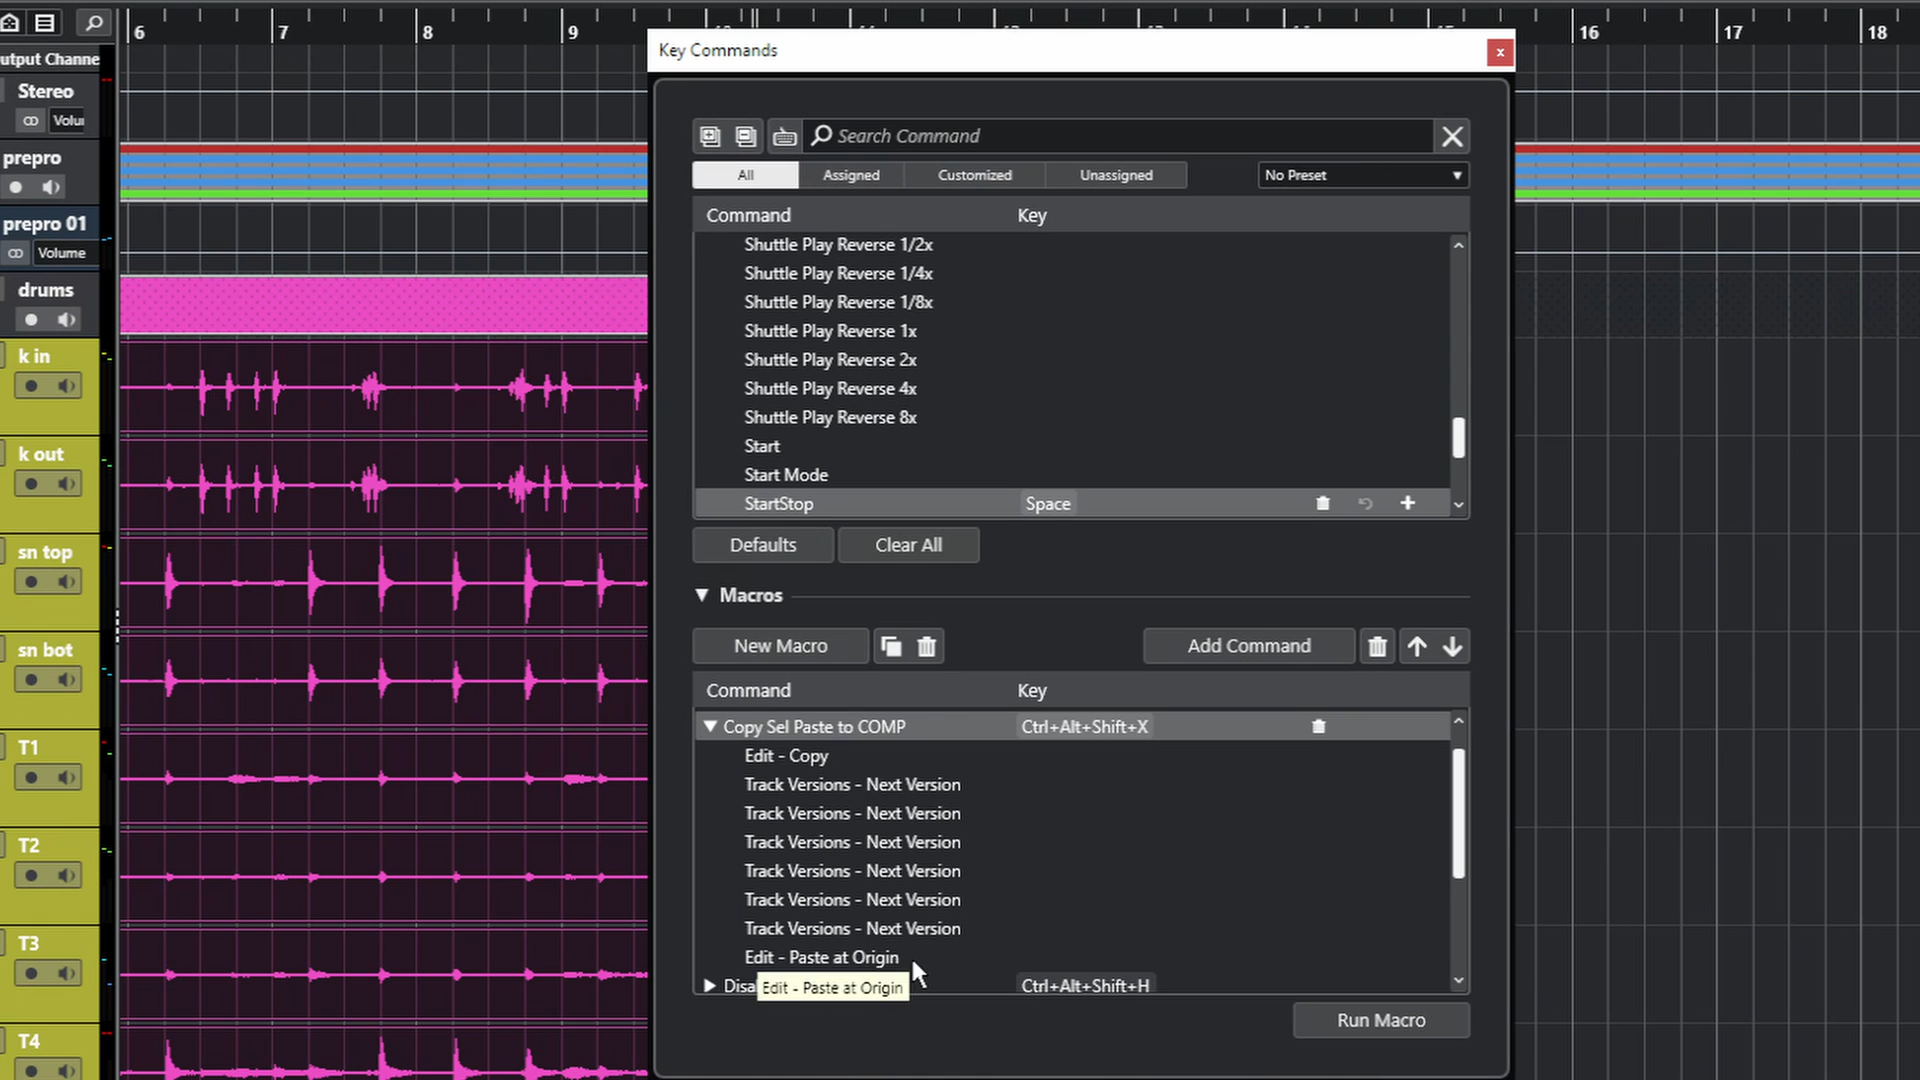 6 7 8 9 16 17 18
Key Commands
utput Channe
Stereo
Volu
Search Command
prepro
All Assigned Customized Unassigned No Preset
Command Key
prepro 01
Volume
Shuttle Play Reverse 1/2x
Shuttle Play Reverse 1/4x
drums
Shuttle Play Reverse 1/8x
Shuttle Play Reverse 1x
k in
Shuttle Play Reverse 2x
Shuttle Play Reverse 4x
Shuttle Play Reverse 8x
k out
Start
Start Mode
StartStop Space
sn top
Defaults Clear All
Macros
sn bot
New Macro Add Command
Command Key
T1
Copy Sel Paste to COMP Ctrl+Alt+Shift+X
Edit - Copy
Track Versions - Next Version
Track Versions - Next Version
T2
Track Versions - Next Version
Track Versions - Next Version
Track Versions - Next Version
T3
Track Versions - Next Version
Edit - Paste at Origin
Disa Ctrl+Alt+Shift+H
Edit - Paste at Origin
T4
Run Macro